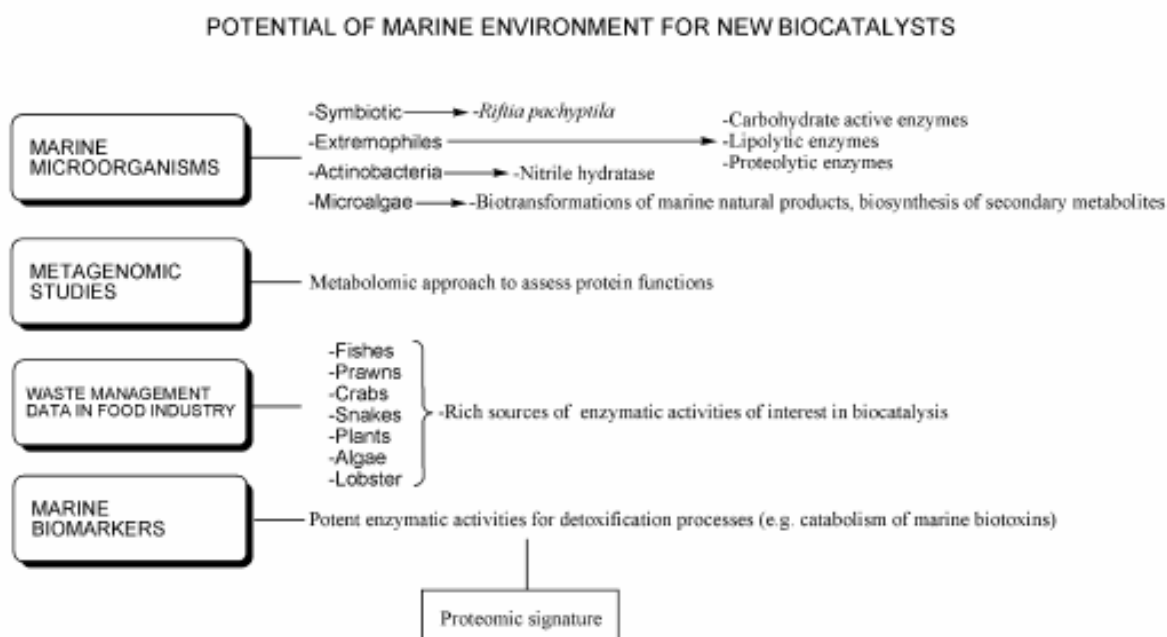 POTENTIAL OF MARINE ENVIRONMENT FOR NEW BIOCATALYSTS
MARINE
MICROORGANISMS
-Symbiotic
-Riftia pachyptila
-Extremophiles
-Carbohydrate active enzymes
-Lipolytic enzymes
-Proteolytic enzymes
-Actinobacteria
-Nitrile hydratase
-Microalgae
-Biotransformations of marine natural products, biosynthesis of secondary metabolites
METAGENOMIC
STUDIES
Metabolomic approach to assess protein functions
WASTE MANAGEMENT
DATA IN FOOD INDUSTRY
-Fishes
-Prawns
-Crabs
-Snakes
-Plants
-Algae
-Lobster
-Rich sources of enzymatic activities of interest in biocatalysis
MARINE
BIOMARKERS
Potent enzymatic activities for detoxification processes (e.g. catabolism of marine biotoxins)
Proteomic signature